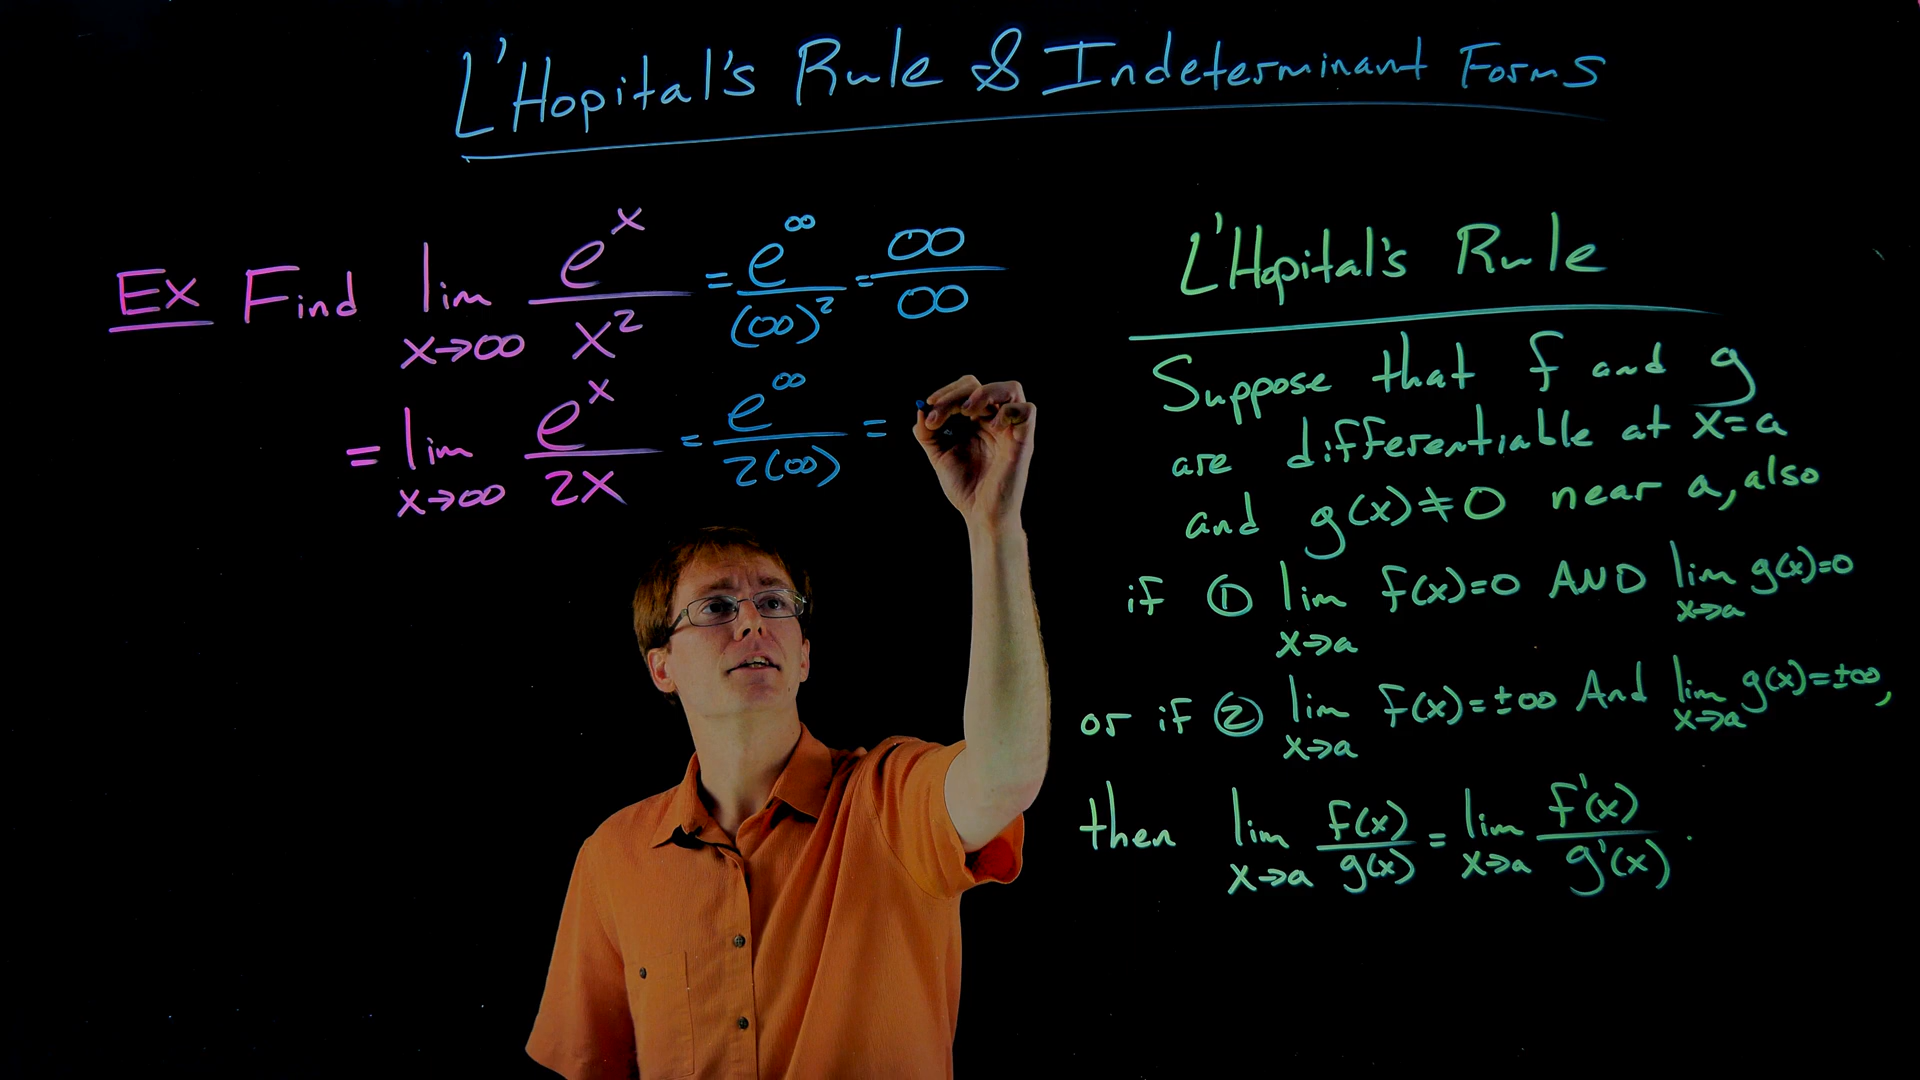 L'Hopital's Rule & Indeterminant Forms
Ex Find lim x→∞ e^x / x^2 = e^∞ / (∞)^2 = ∞ / ∞
= lim x→∞ e^x / 2x = e^∞ / 2(∞) =
L'Hopital's Rule
Suppose that f and g
are differentiable at x=a
and g(x)≠0 near a, also
if ① lim x→a f(x)=0 AND lim x→a g(x)=0
or if ② lim x→a f(x)=±∞ And lim x→a g(x)=±∞,
then lim x→a f(x) / g(x) = lim x→a f'(x) / g'(x).